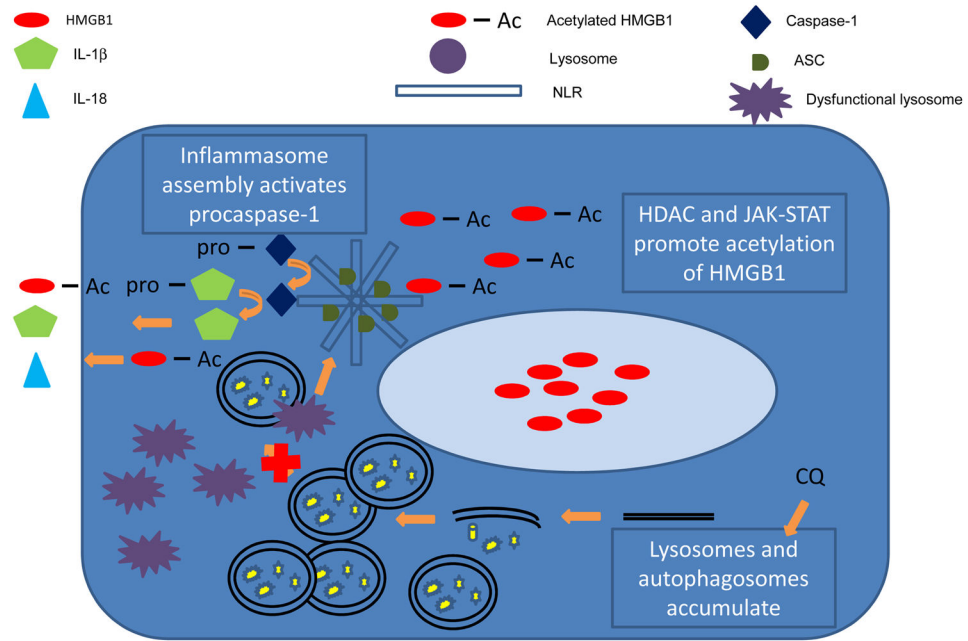 HMGB1
IL-1β
IL-18
Ac
Acetylated HMGB1
Lysosome
NLR
Caspase-1
ASC
Dysfunctional lysosome
Inflammasome
assembly activates
procaspase-1
HDAC and JAK-STAT
promote acetylation
of HMGB1
Ac
Ac
Ac
Ac
pro
pro
Ac
Ac
ASC
CQ
Lysosomes and
autophagosomes
accumulate